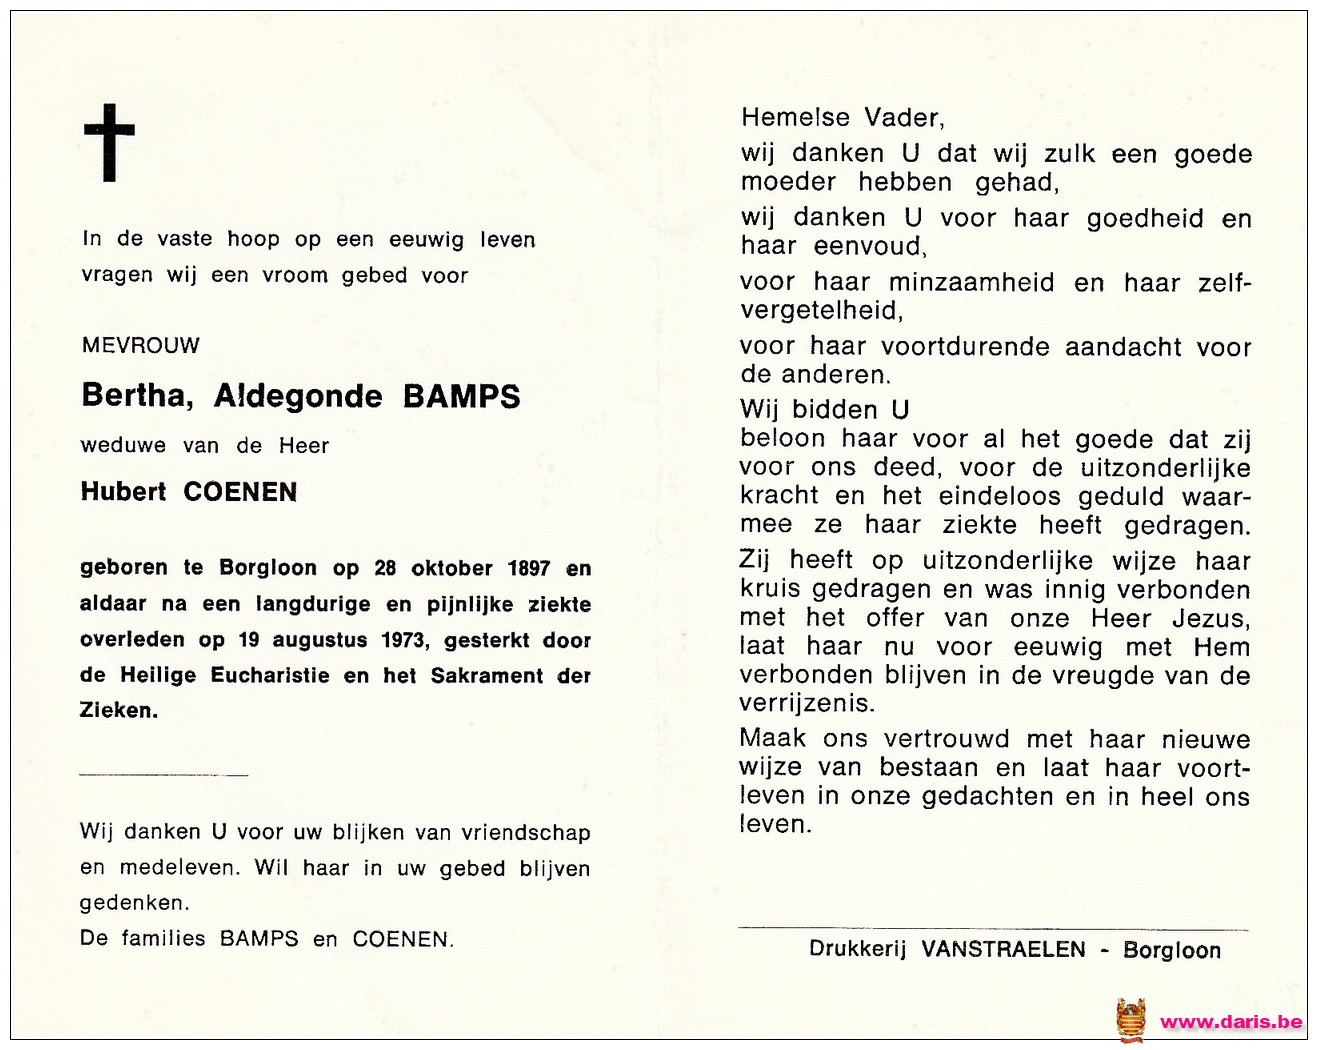 In de vaste hoop op een eeuwig leven
vragen wij een vroom gebed voor
MEVROUW
Bertha, Aldegonde BAMPS
weduwe van de Heer
Hubert COENEN
geboren te Borgloon op 28 oktober 1897 en
aldaar na een langdurige en pijnlijke ziekte
overleden op 19 augustus 1973, gesterkt door
de Heilige Eucharistie en het Sakrament der
Zieken.
Wij danken U voor uw blijken van vriendschap
en medeleven. Wil haar in uw gebed blijven
gedenken.
De families BAMPS en COENEN.
Hemelse Vader,
wij danken U dat wij zulk een goede
moeder hebben gehad,
wij danken U voor haar goedheid en
haar eenvoud,
voor haar minzaamheid en haar zelf-
vergetelheid,
voor haar voortdurende aandacht voor
de anderen.
Wij bidden U
beloon haar voor al het goede dat zij
voor ons deed, voor de uitzonderlijke
kracht en het eindeloos geduld waar-
mee ze haar ziekte heeft gedragen.
Zij heeft op uitzonderlijke wijze haar
kruis gedragen en was innig verbonden
met het offer van onze Heer Jezus,
laat haar nu voor eeuwig met Hem
verbonden blijven in de vreugde van de
verrijzenis.
Maak ons vertrouwd met haar nieuwe
wijze van bestaan en laat haar voort-
leven in onze gedachten en in heel ons
leven.
Drukkerij VANSTRAELEN - Borgloon
www.daris.be